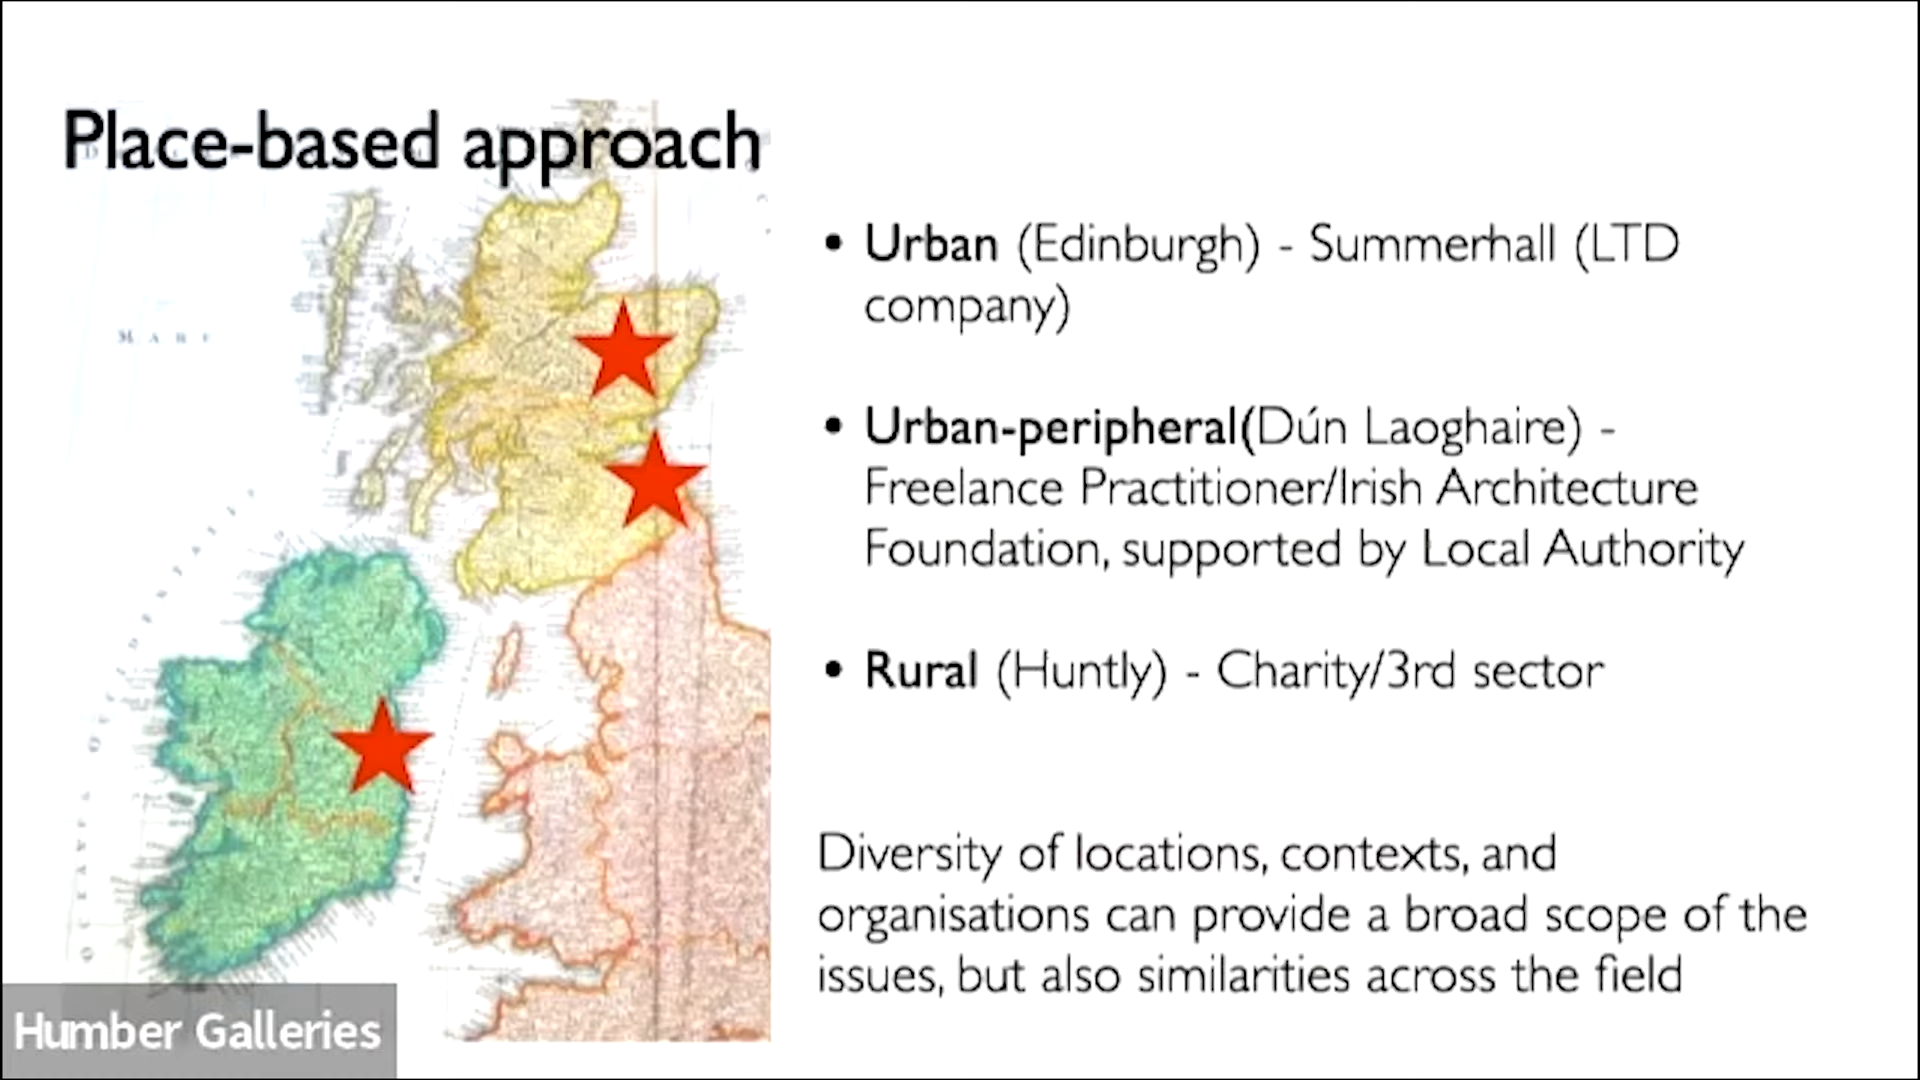 Place-based approach
• Urban (Edinburgh) - Summerhall (LTD
company)
• Urban-peripheral(Dún Laoghaire) -
Freelance Practitioner/Irish Architecture
Foundation, supported by Local Authority
• Rural (Huntly) - Charity/3rd sector
Diversity of locations, contexts, and
organisations can provide a broad scope of the
issues, but also similarities across the field
MARE
Humber Galleries